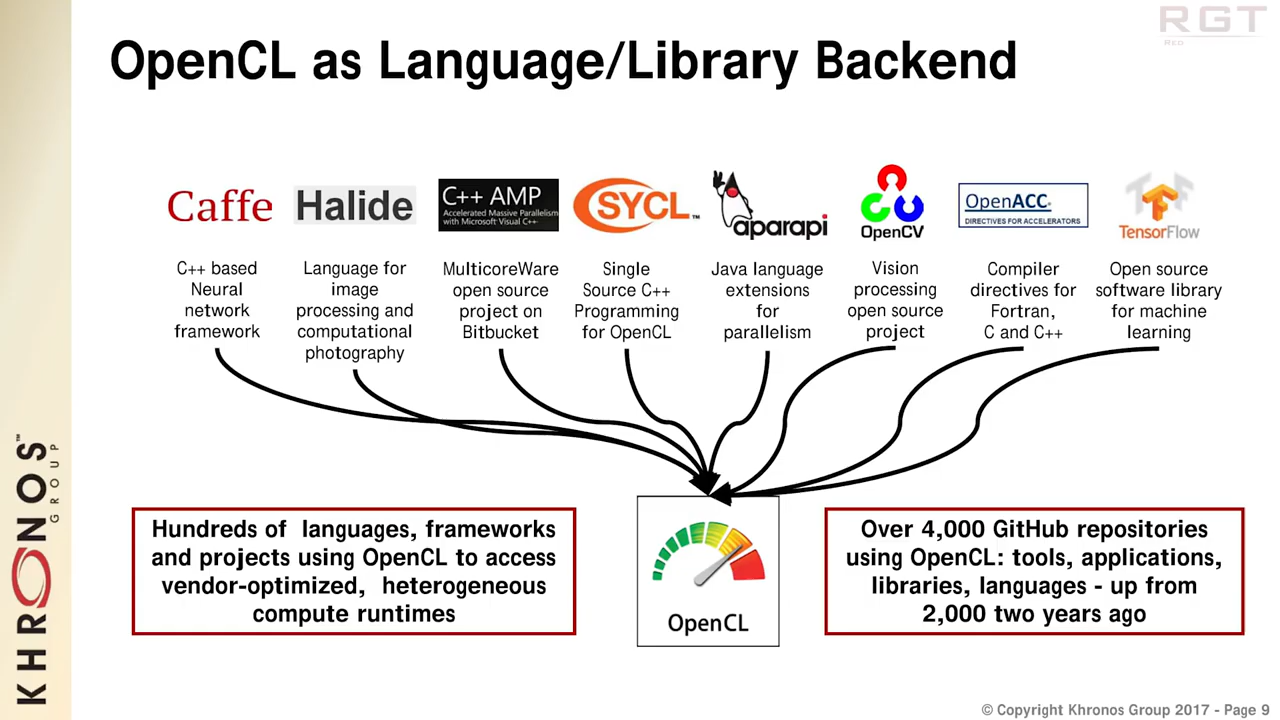 RGT
RED
OpenCL as Language/Library Backend
Caffe
C++ based
Neural
network
framework
Halide
Language for
image
processing and
computational
photography
C++ AMP
Accelerated Massive Parallelism
with Microsoft Visual C++
MulticoreWare
open source
project on
Bitbucket
SYCL™
Single
Source C++
Programming
for OpenCL
aparapi
Java language
extensions
for
parallelism
OpenCV
Vision
processing
open source
project
OpenACC
DIRECTIVES FOR ACCELERATORS
Compiler
directives for
Fortran,
C and C++
TensorFlow
Open source
software library
for machine
learning
Hundreds of languages, frameworks
and projects using OpenCL to access
vendor-optimized, heterogeneous
compute runtimes
OpenCL
Over 4,000 GitHub repositories
using OpenCL: tools, applications,
libraries, languages - up from
2,000 two years ago
KHRONOS™
GROUP
© Copyright Khronos Group 2017 - Page 9